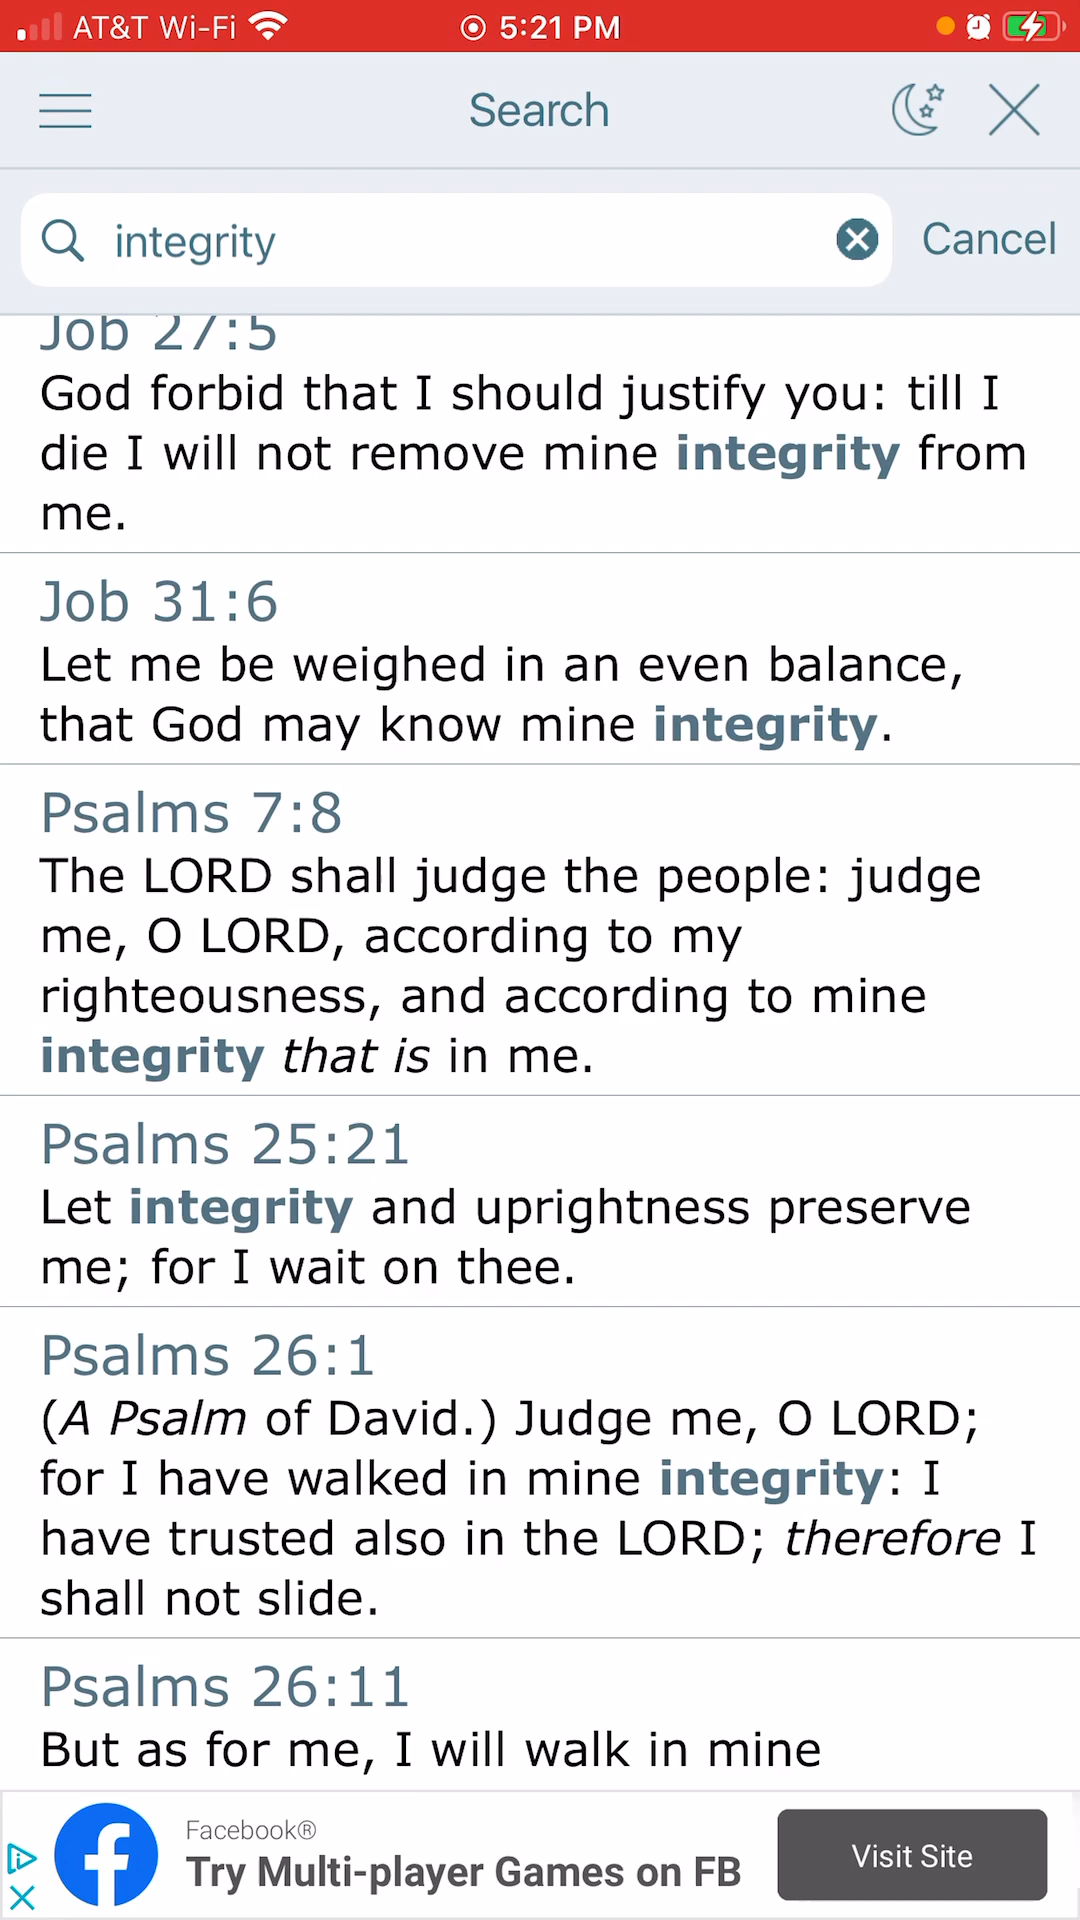 AT&T Wi-Fi 5:21 PM
Search
integrity Cancel
Job 27:5
God forbid that I should justify you: till I
die I will not remove mine integrity from
me.
Job 31:6
Let me be weighed in an even balance,
that God may know mine integrity.
Psalms 7:8
The LORD shall judge the people: judge
me, O LORD, according to my
righteousness, and according to mine
integrity that is in me.
Psalms 25:21
Let integrity and uprightness preserve
me; for I wait on thee.
Psalms 26:1
(A Psalm of David.) Judge me, O LORD;
for I have walked in mine integrity: I
have trusted also in the LORD; therefore I
shall not slide.
Psalms 26:11
But as for me, I will walk in mine
Facebook®
Try Multi-player Games on FB
Visit Site